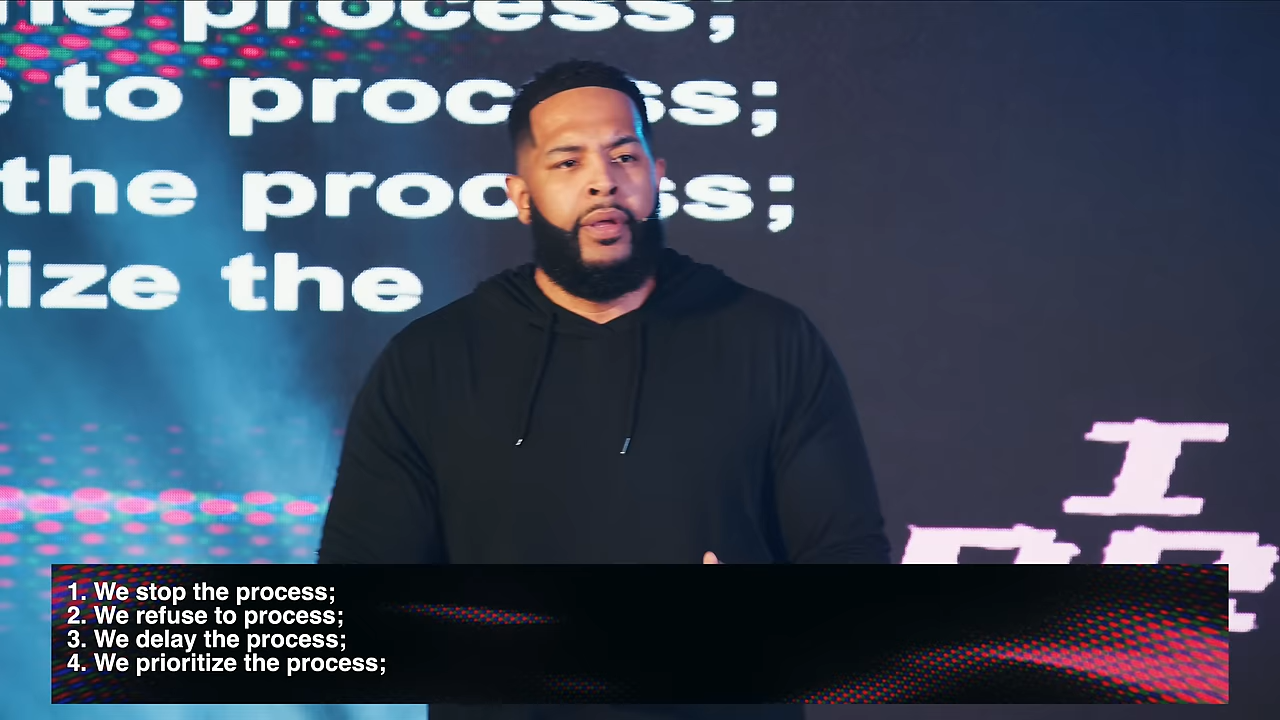 he process;
to process;
the process;
ize the
I
1. We stop the process;
2. We refuse to process;
3. We delay the process;
4. We prioritize the process;